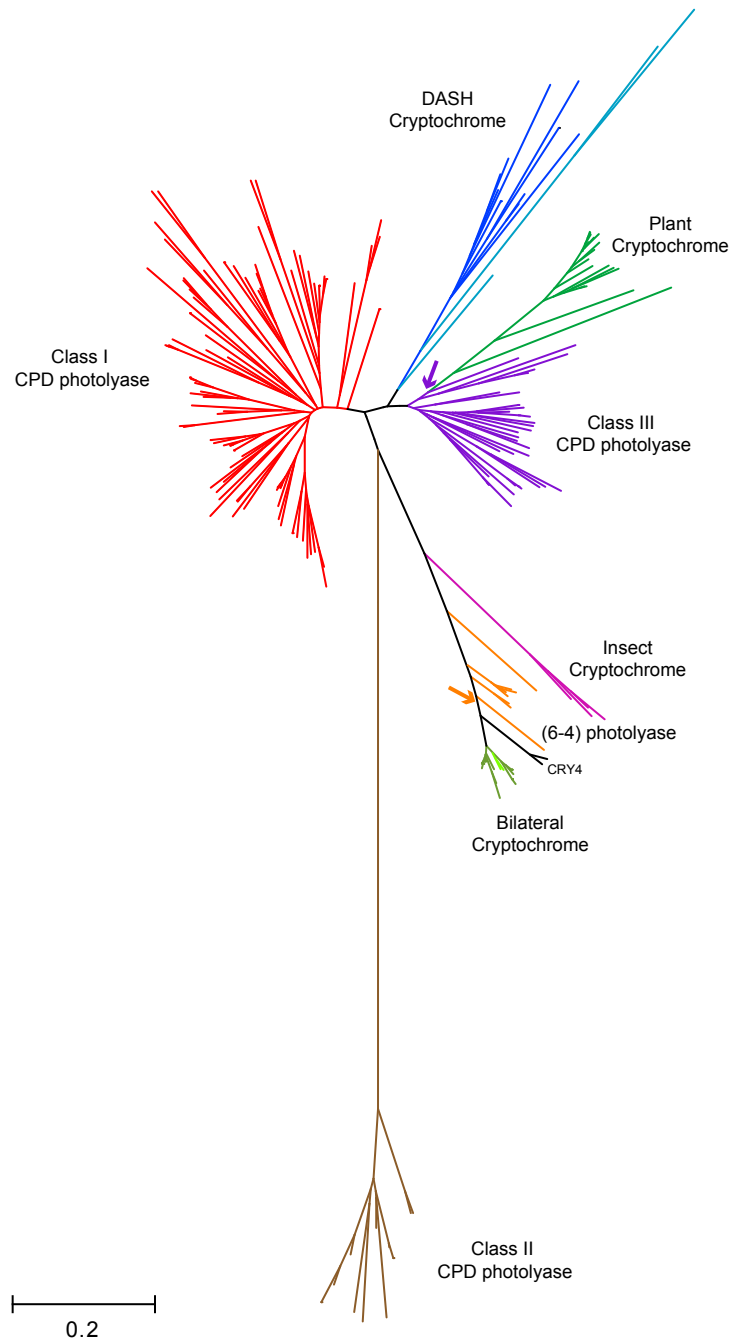 DASH
Cryptochrome
Plant
Cryptochrome
Class I
CPD photolyase
Class III
CPD photolyase
Insect
Cryptochrome
(6-4) photolyase
CRY4
Bilateral
Cryptochrome
Class II
CPD photolyase
0.2